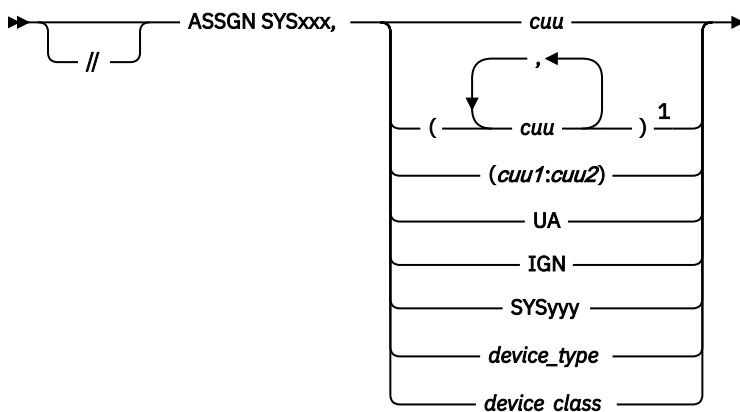 ASSGN SYSxxx, cuu
//
,
( cuu ) 1
(cuu1:cuu2)
UA
IGN
SYSyyy
device_type
device class